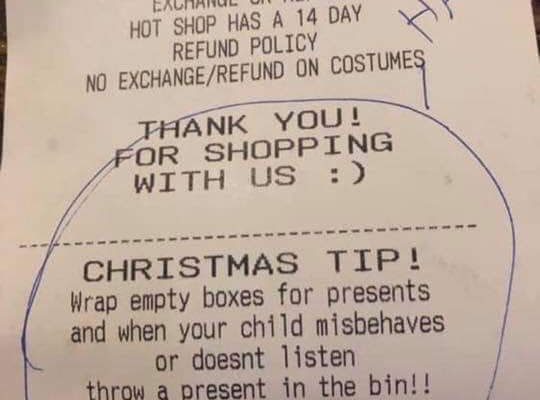 HOT SHOP HAS A 14 DAY
REFUND POLICY
NO EXCHANGE/REFUND ON COSTUMES
THANK YOU!
FOR SHOPPING
WITH US :)
CHRISTMAS TIP!
Wrap empty boxes for presents
and when your child misbehaves
or doesnt listen
throw a present in the bin!!